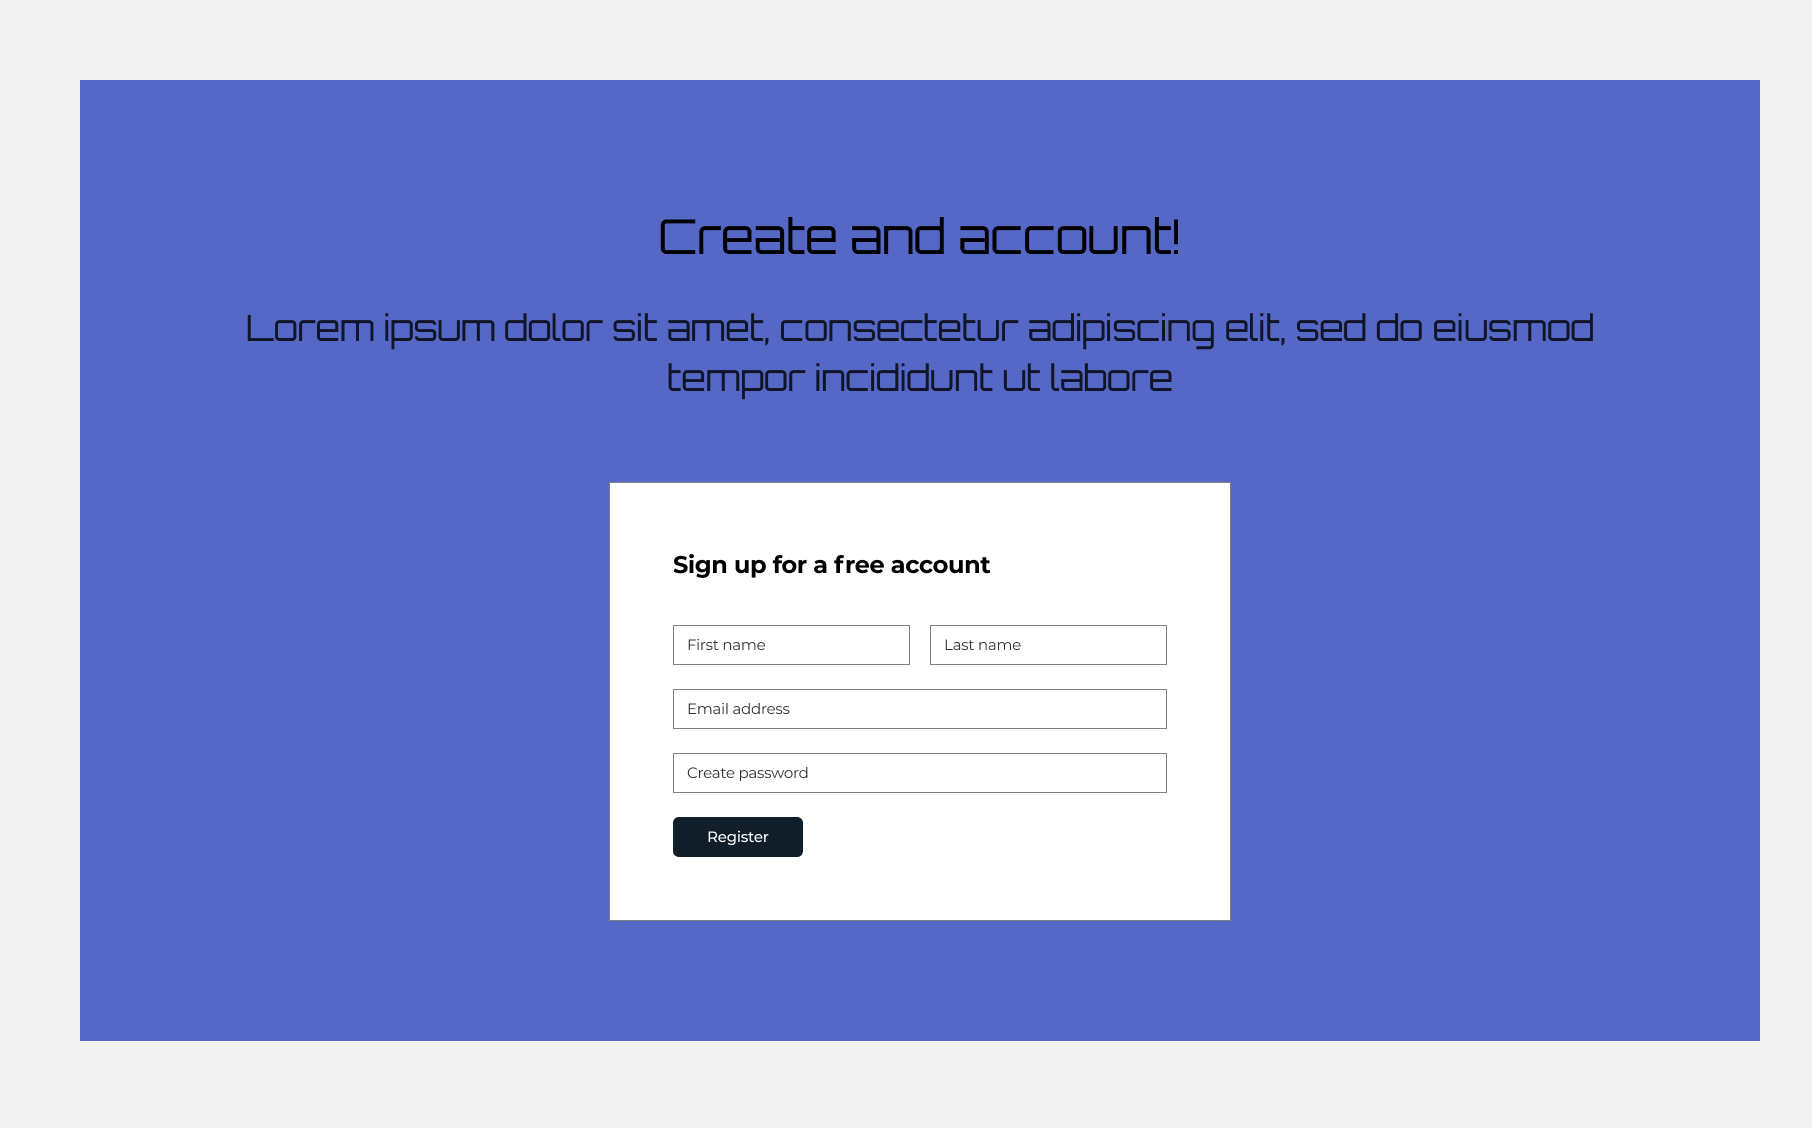 Create and account!
Lorem ipsum dolor sit amet, consectetur adipiscing elit, sed do eiusmod
tempor incididunt ut labore
Sign up for a free account
First name
Last name
Email address
Create password
Register